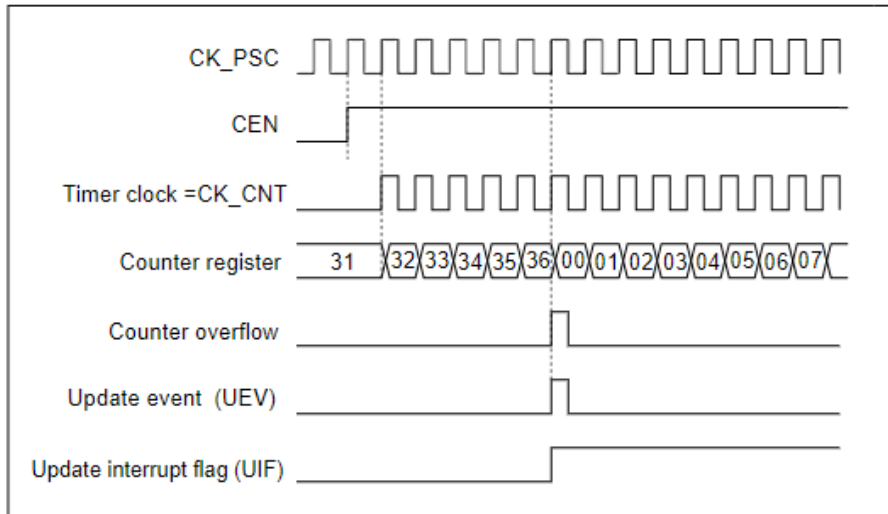 CK_PSC
CEN
Timer clock =CK_CNT
Counter register 31 32 33 34 35 36 00 01 02 03 04 05 06 07
Counter overflow
Update event (UEV)
Update interrupt flag (UIF)